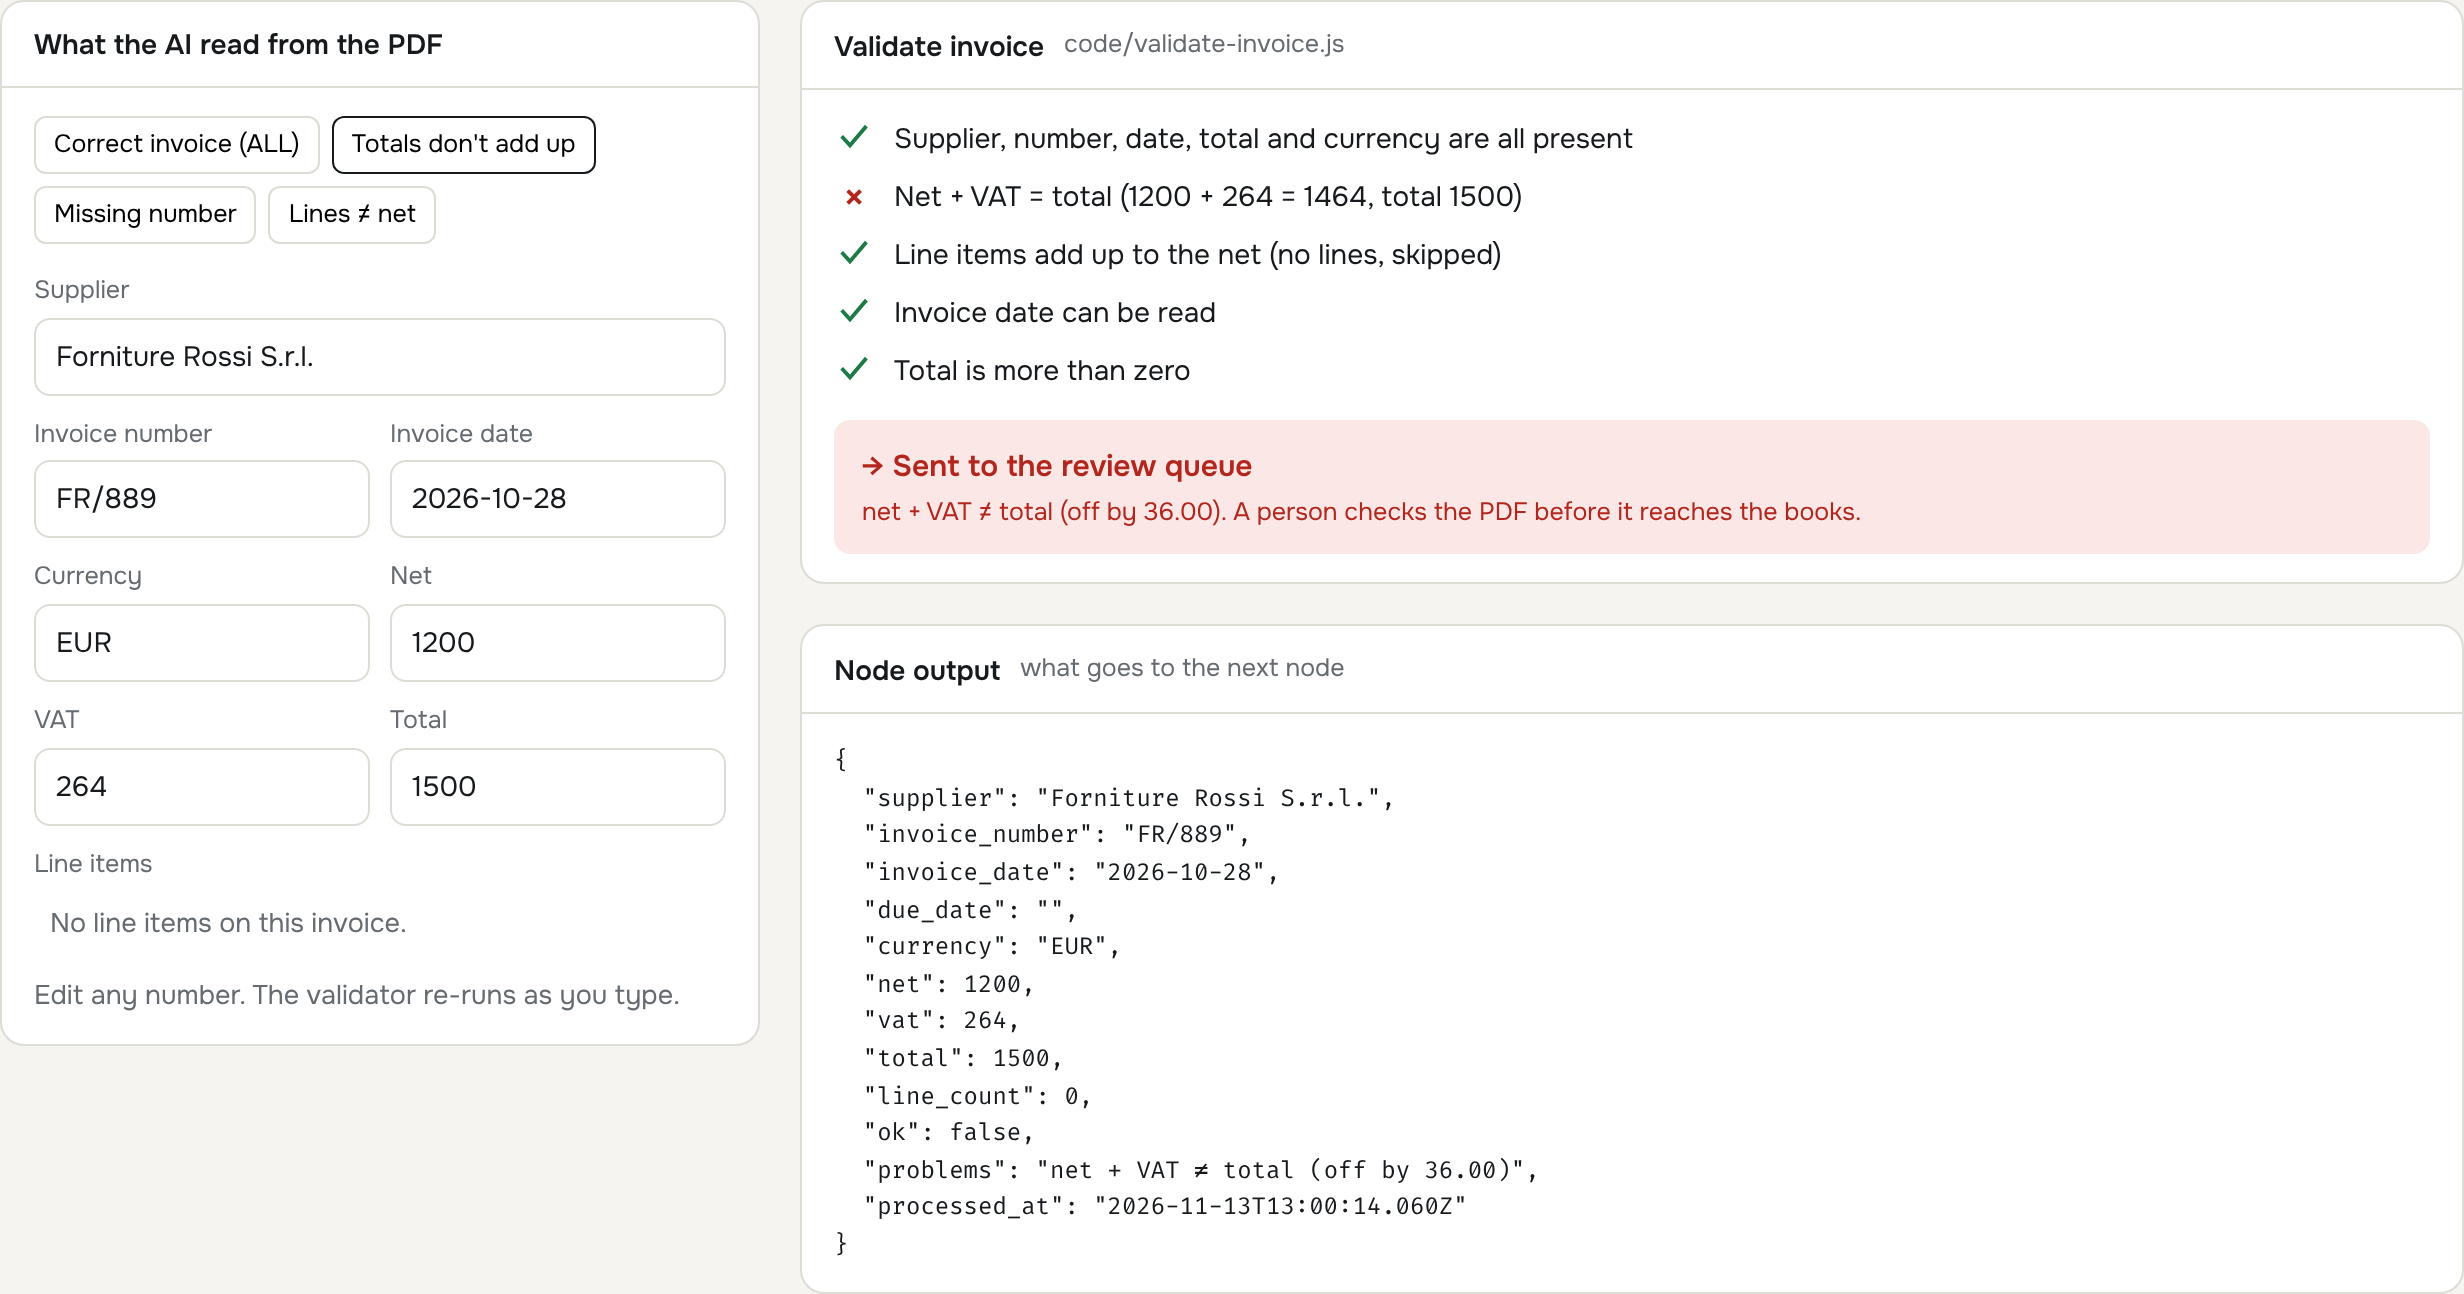 What the AI read from the PDF
Correct invoice (ALL)
Totals don't add up
Missing number
Lines ≠ net
Supplier
Forniture Rossi S.r.l.
Invoice number
Invoice date
FR/889
2026-10-28
Currency
Net
EUR
1200
VAT
Total
264
1500
Line items
No line items on this invoice.
Edit any number. The validator re-runs as you type.
Validate invoice code/validate-invoice.js
✓ Supplier, number, date, total and currency are all present
× Net + VAT = total (1200 + 264 = 1464, total 1500)
✓ Line items add up to the net (no lines, skipped)
✓ Invoice date can be read
✓ Total is more than zero
→ Sent to the review queue
net + VAT ≠ total (off by 36.00). A person checks the PDF before it reaches the books.
Node output what goes to the next node
{
  "supplier": "Forniture Rossi S.r.l.",
  "invoice_number": "FR/889",
  "invoice_date": "2026-10-28",
  "due_date": "",
  "currency": "EUR",
  "net": 1200,
  "vat": 264,
  "total": 1500,
  "line_count": 0,
  "ok": false,
  "problems": "net + VAT ≠ total (off by 36.00)",
  "processed_at": "2026-11-13T13:00:14.060Z"
}